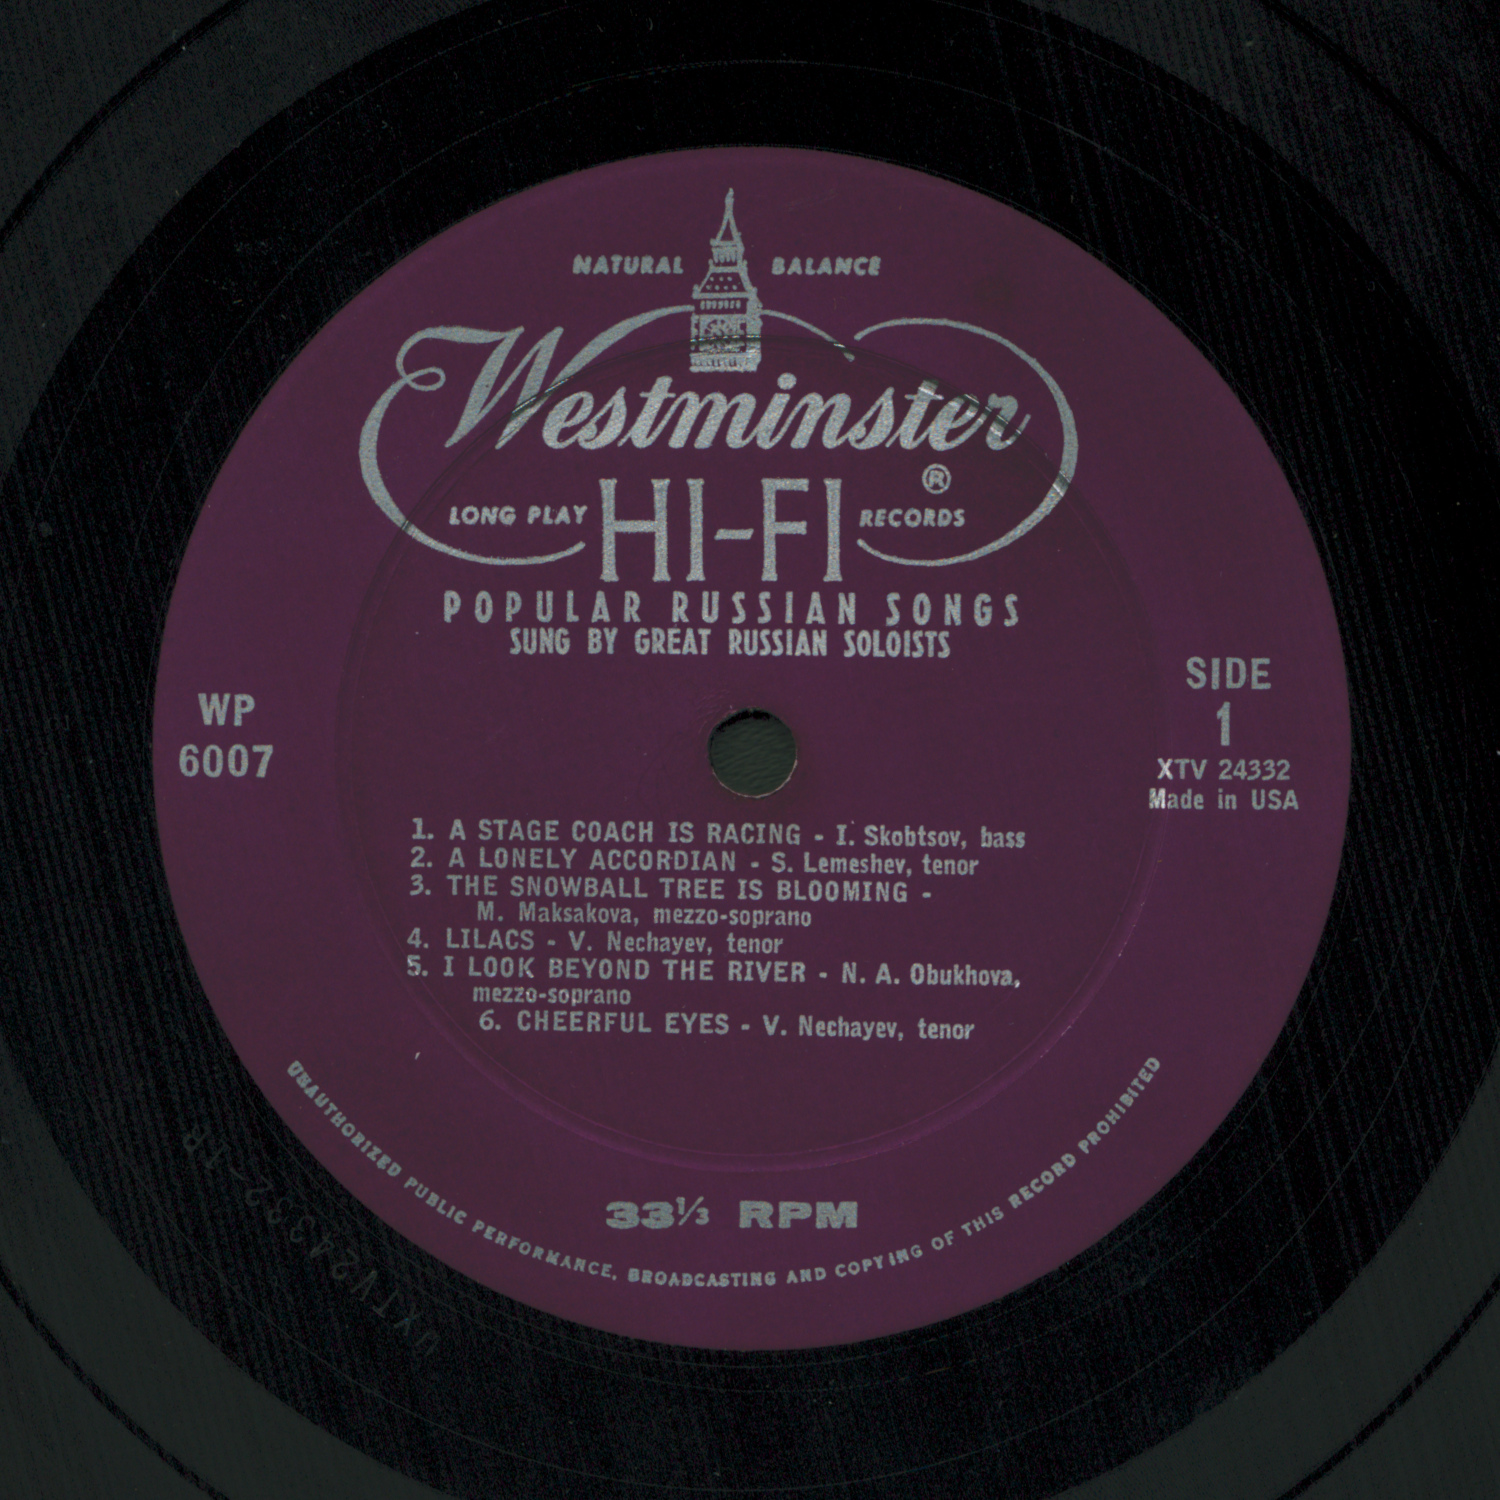 NATURAL BALANCE
Westminster
®
LONG PLAY HI-FI RECORDS
POPULAR RUSSIAN SONGS
SUNG BY GREAT RUSSIAN SOLOISTS
WP
6007
SIDE
1
XTV 24332
Made in USA
1. A STAGE COACH IS RACING - I. Skobtsov, bass
2. A LONELY ACCORDIAN - S. Lemeshev, tenor
3. THE SNOWBALL TREE IS BLOOMING -
M. Maksakova, mezzo-soprano
4. LILACS - V. Nechayev, tenor
5. I LOOK BEYOND THE RIVER - N. A. Obukhova,
mezzo-soprano
6. CHEERFUL EYES - V. Nechayev, tenor
33⅓ RPM
UNAUTHORIZED PUBLIC PERFORMANCE, BROADCASTING AND COPYING OF THIS RECORD PROHIBITED
XTV24332-1B